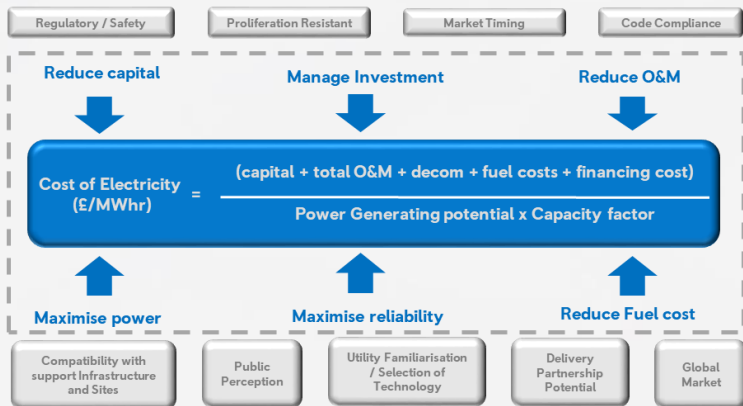 Regulatory / Safety
Proliferation Resistant
Market Timing
Code Compliance
Reduce capital
Manage Investment
Reduce O&M
Cost of Electricity
(£/MWhr)
=
(capital + total O&M + decom + fuel costs + financing cost)
Power Generating potential x Capacity factor
Maximise power
Maximise reliability
Reduce Fuel cost
Compatibility with
support Infrastructure
and Sites
Public
Perception
Utility Familiarisation
/ Selection of
Technology
Delivery
Partnership
Potential
Global
Market